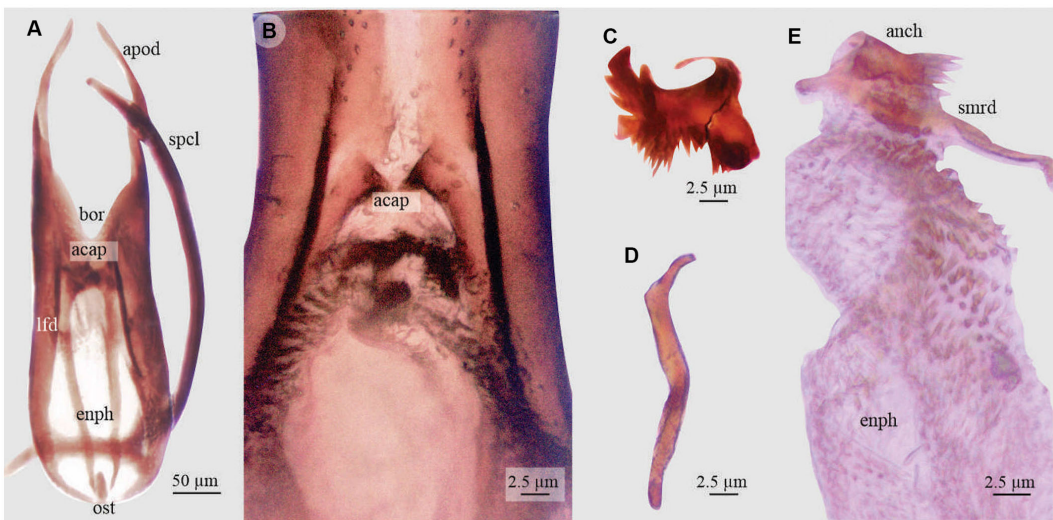 A
apod
spcl
bor
acap
lfd
enph
50 µm
ost
B
acap
2.5 µm
C
2.5 µm
D
2.5 µm
E
anch
smrd
enph
2.5 µm